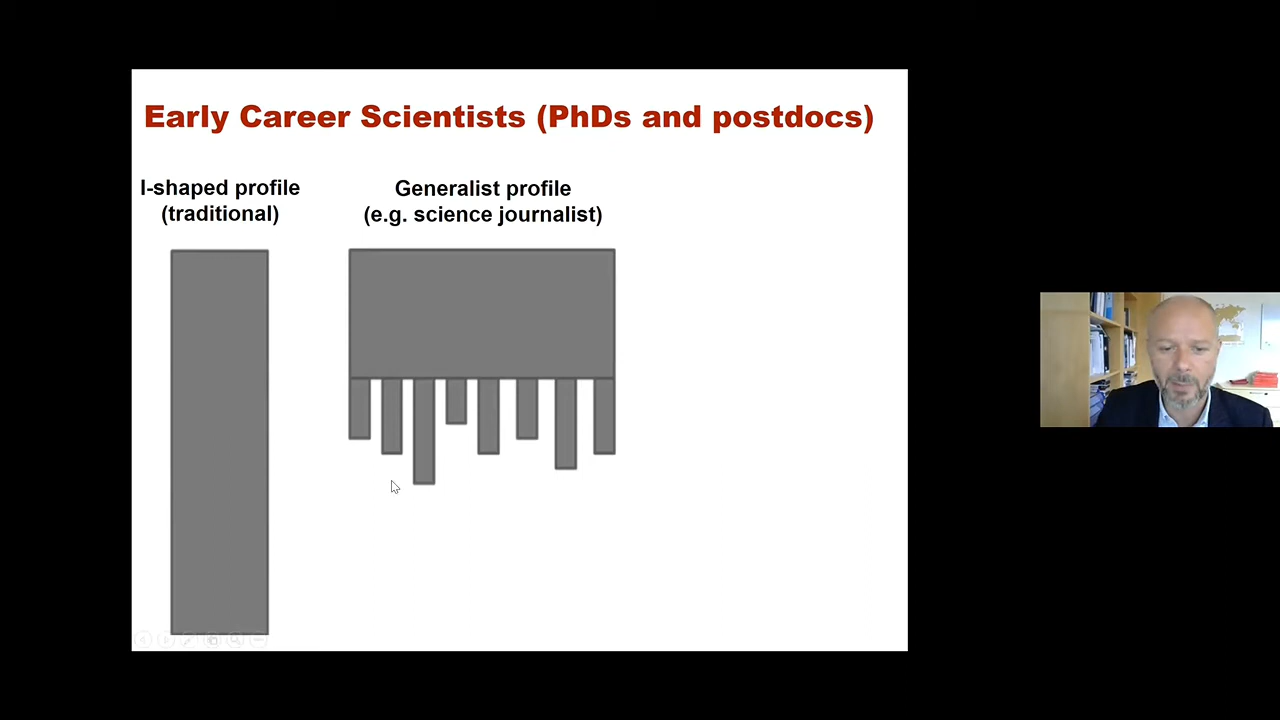 Early Career Scientists (PhDs and postdocs)
I-shaped profile
(traditional)
Generalist profile
(e.g. science journalist)